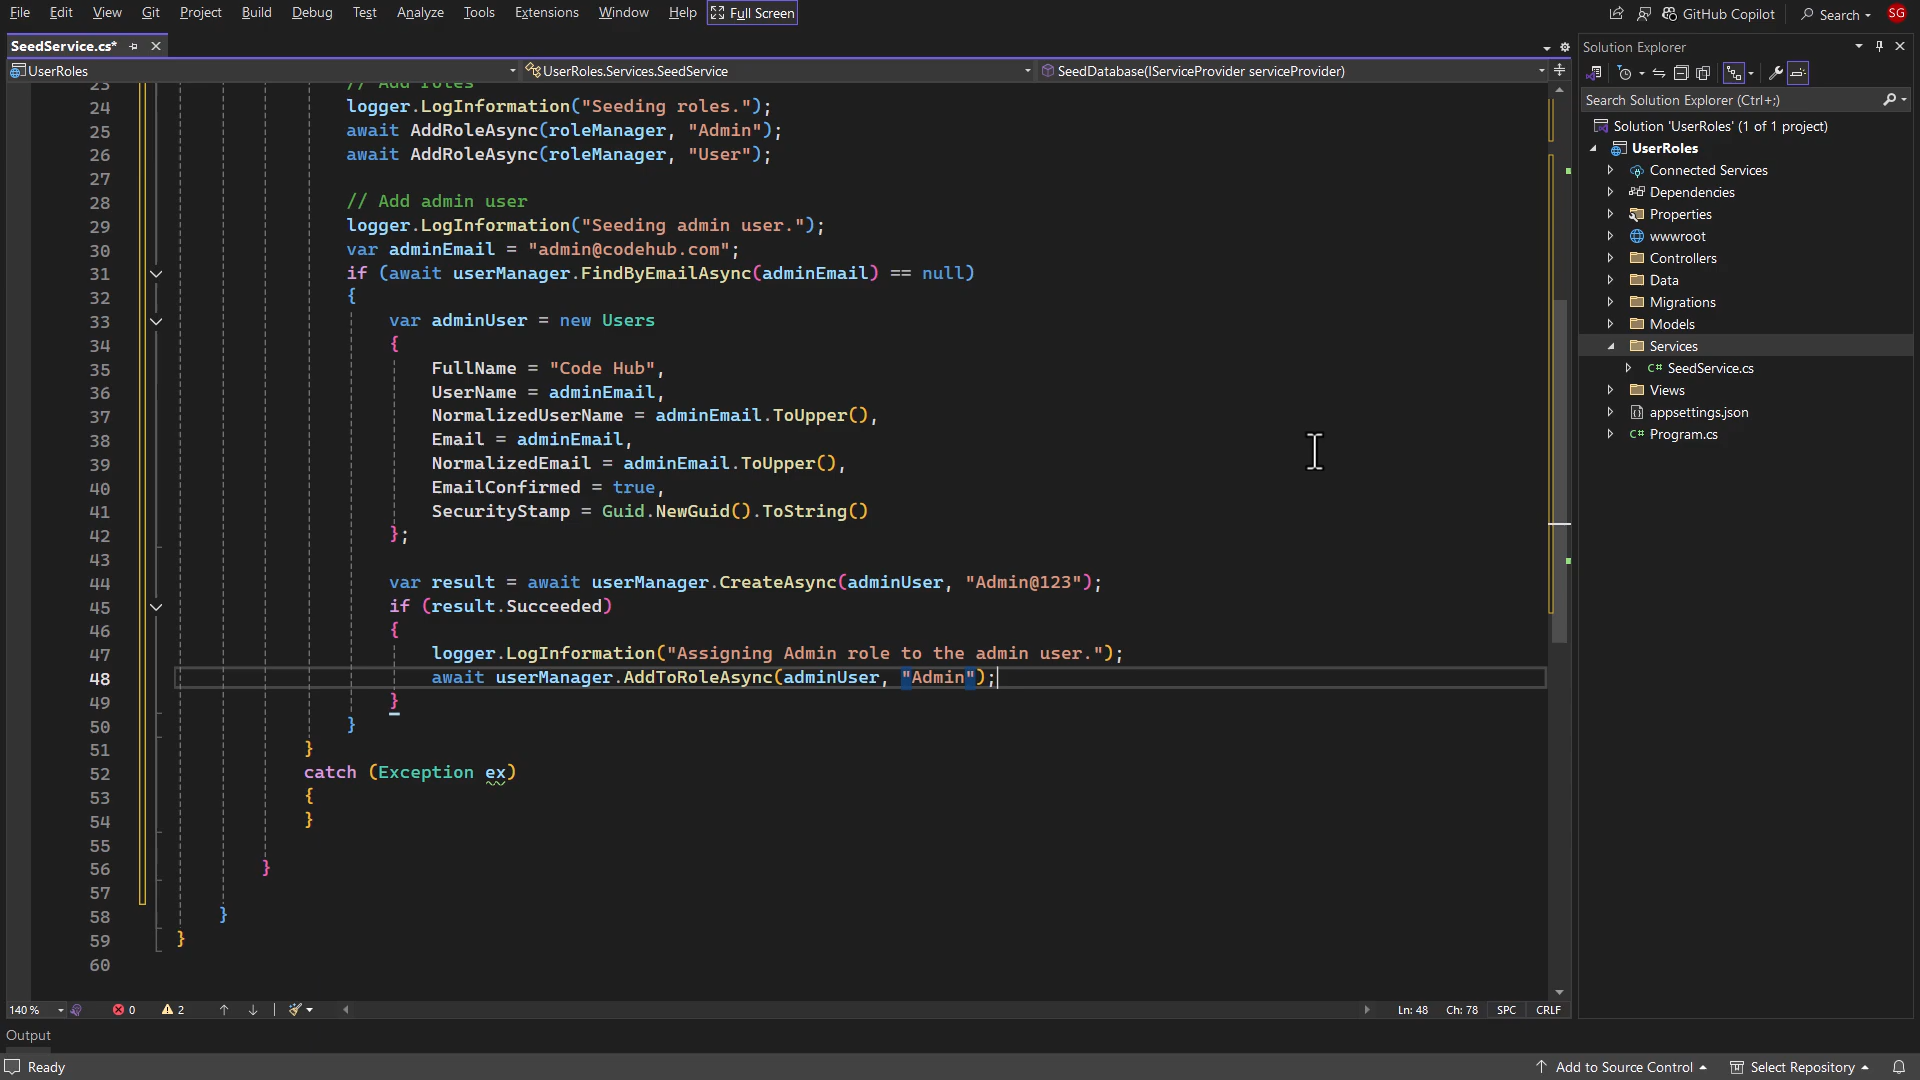 File Edit View Git Project Build Debug Test Analyze Tools Extensions Window Help Full Screen GitHub Copilot Search SG
SeedService.cs*
UserRoles UserRoles.Services.SeedService SeedDatabase(IServiceProvider serviceProvider)
23 // Add roles
24 logger.LogInformation("Seeding roles.");
25 await AddRoleAsync(roleManager, "Admin");
26 await AddRoleAsync(roleManager, "User");
27
28 // Add admin user
29 logger.LogInformation("Seeding admin user.");
30 var adminEmail = "admin@codehub.com";
31 if (await userManager.FindByEmailAsync(adminEmail) == null)
32 {
33 var adminUser = new Users
34 {
35 FullName = "Code Hub",
36 UserName = adminEmail,
37 NormalizedUserName = adminEmail.ToUpper(),
38 Email = adminEmail,
39 NormalizedEmail = adminEmail.ToUpper(),
40 EmailConfirmed = true,
41 SecurityStamp = Guid.NewGuid().ToString()
42 };
43
44 var result = await userManager.CreateAsync(adminUser, "Admin@123");
45 if (result.Succeeded)
46 {
47 logger.LogInformation("Assigning Admin role to the admin user.");
48 await userManager.AddToRoleAsync(adminUser, "Admin");
49 }
50 }
51 }
52 catch (Exception ex)
53 {
54 }
55
56 }
57
58 }
59 }
60
140 % 0 2 Ln: 48 Ch: 78 SPC CRLF
Output
Ready Add to Source Control Select Repository
Solution Explorer
Search Solution Explorer (Ctrl+;)
Solution 'UserRoles' (1 of 1 project)
UserRoles
Connected Services
Dependencies
Properties
wwwroot
Controllers
Data
Migrations
Models
Services
C# SeedService.cs
Views
appsettings.json
C# Program.cs